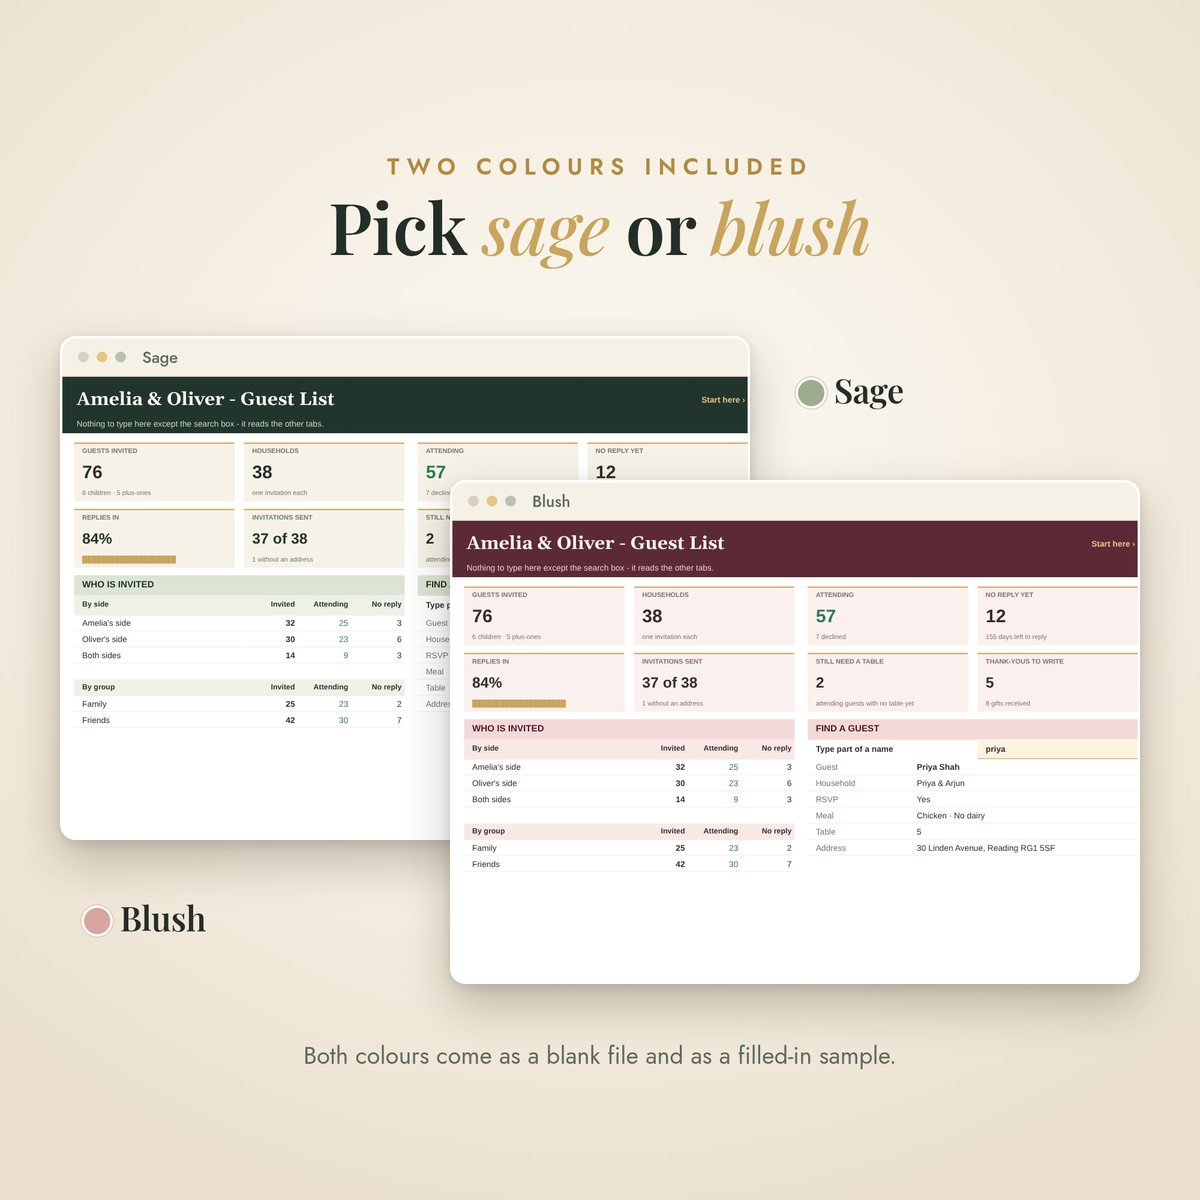 TWO COLOURS INCLUDED
Pick sage or blush
Sage
Amelia & Oliver - Guest List
Start here ›
Nothing to type here except the search box - it reads the other tabs.
GUESTS INVITED
76
6 children · 5 plus-ones
HOUSEHOLDS
38
one invitation each
ATTENDING
57
7 declin
NO REPLY YET
12
REPLIES IN
84%
INVITATIONS SENT
37 of 38
1 without an address
STILL N
2
attendin
WHO IS INVITED
By side Invited Attending No reply
Amelia's side 32 25 3
Oliver's side 30 23 6
Both sides 14 9 3
By group Invited Attending No reply
Family 25 23 2
Friends 42 30 7
FIND
Type p
Guest
House
RSVP
Meal
Table
Addres
Sage
Blush
Amelia & Oliver - Guest List
Start here ›
Nothing to type here except the search box - it reads the other tabs.
GUESTS INVITED
76
6 children · 5 plus-ones
HOUSEHOLDS
38
one invitation each
ATTENDING
57
7 declined
NO REPLY YET
12
155 days left to reply
REPLIES IN
84%
INVITATIONS SENT
37 of 38
1 without an address
STILL NEED A TABLE
2
attending guests with no table yet
THANK-YOUS TO WRITE
5
8 gifts received
WHO IS INVITED
By side Invited Attending No reply
Amelia's side 32 25 3
Oliver's side 30 23 6
Both sides 14 9 3
By group Invited Attending No reply
Family 25 23 2
Friends 42 30 7
FIND A GUEST
Type part of a name priya
Guest Priya Shah
Household Priya & Arjun
RSVP Yes
Meal Chicken · No dairy
Table 5
Address 30 Linden Avenue, Reading RG1 5SF
Blush
Both colours come as a blank file and as a filled-in sample.